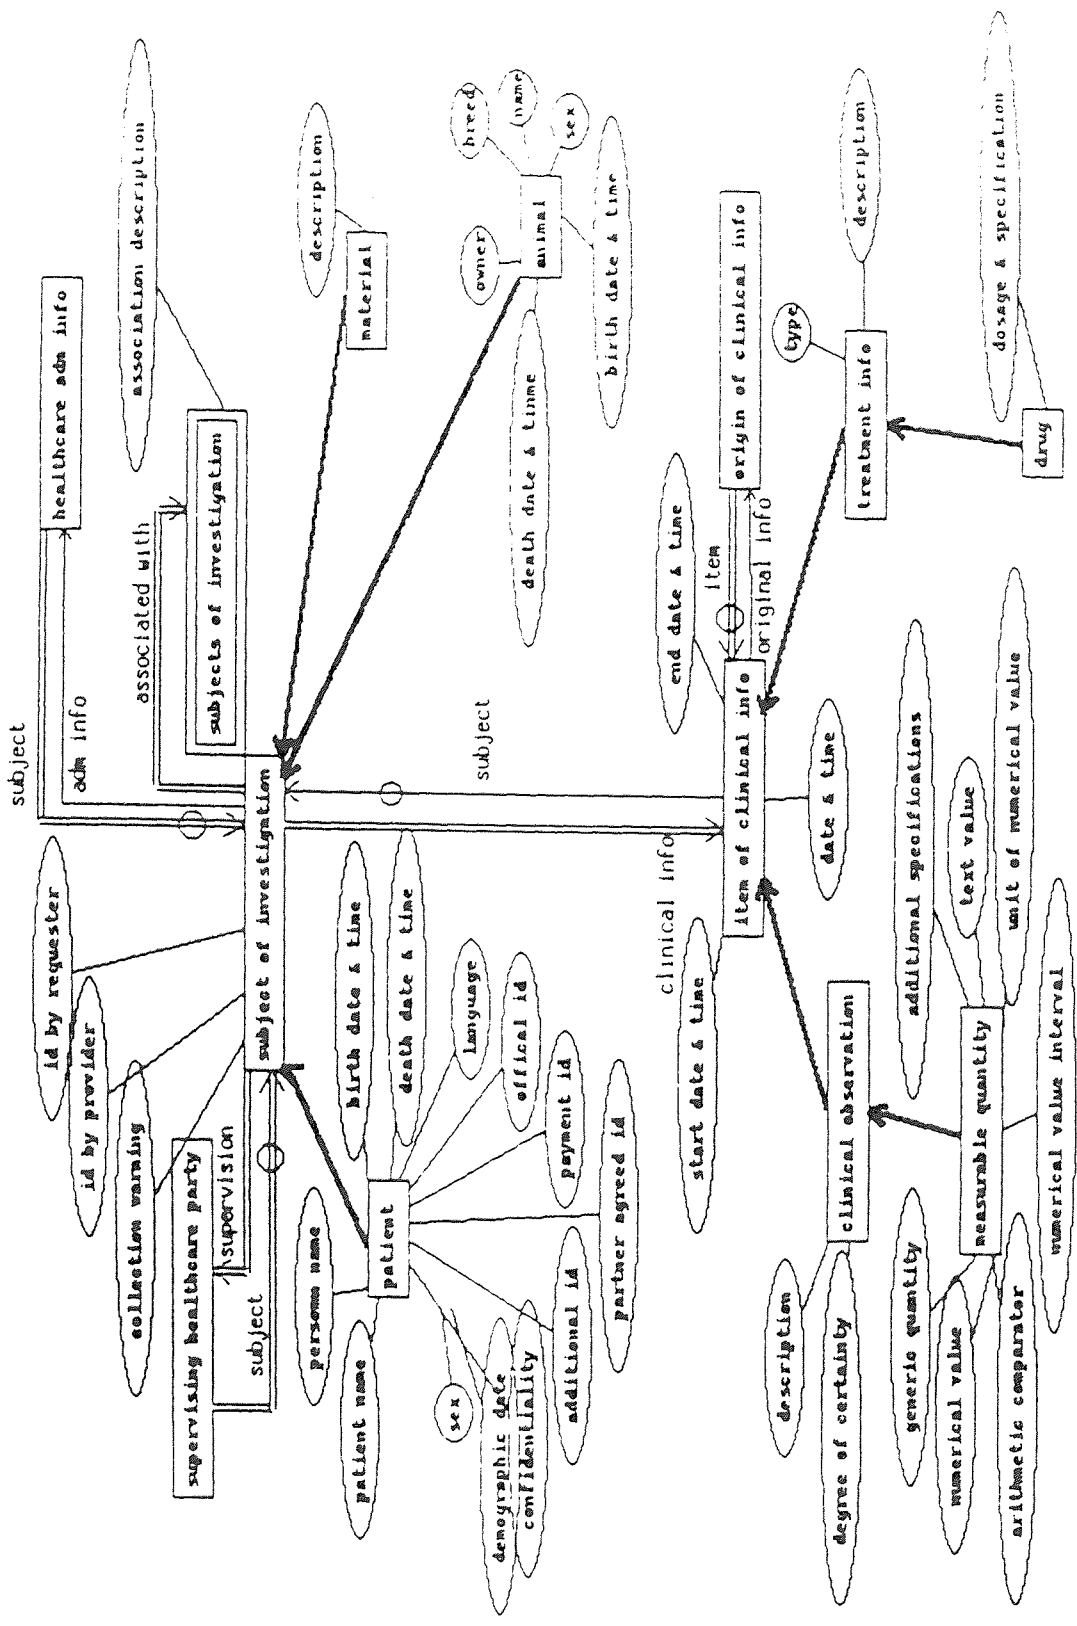 subject
healthcare adm info
adm info
id by requester
id by provider
collection warning
supervising healthcare party
supervision
subject
associated with
association description
subjects of investigation
subject of investigation
description
material
breed
name
sex
owner
animal
birth date & time
death date & tinme
personn name
patient name
patient
birth date & time
death date & time
language
offical id
payment id
partner agreed id
additional id
sex
demographic date
confidentiality
subject
clinical info
start date & time
end date & time
item of clinical info
date & time
item
original info
origin of clinical info
type
description
treatment info
dosage & specification
drug
clinical observation
description
degree of certainty
additional specifications
text value
unit of numerical value
measurable quantity
numerical value interval
generic quantity
numerical value
arithmetic comparator